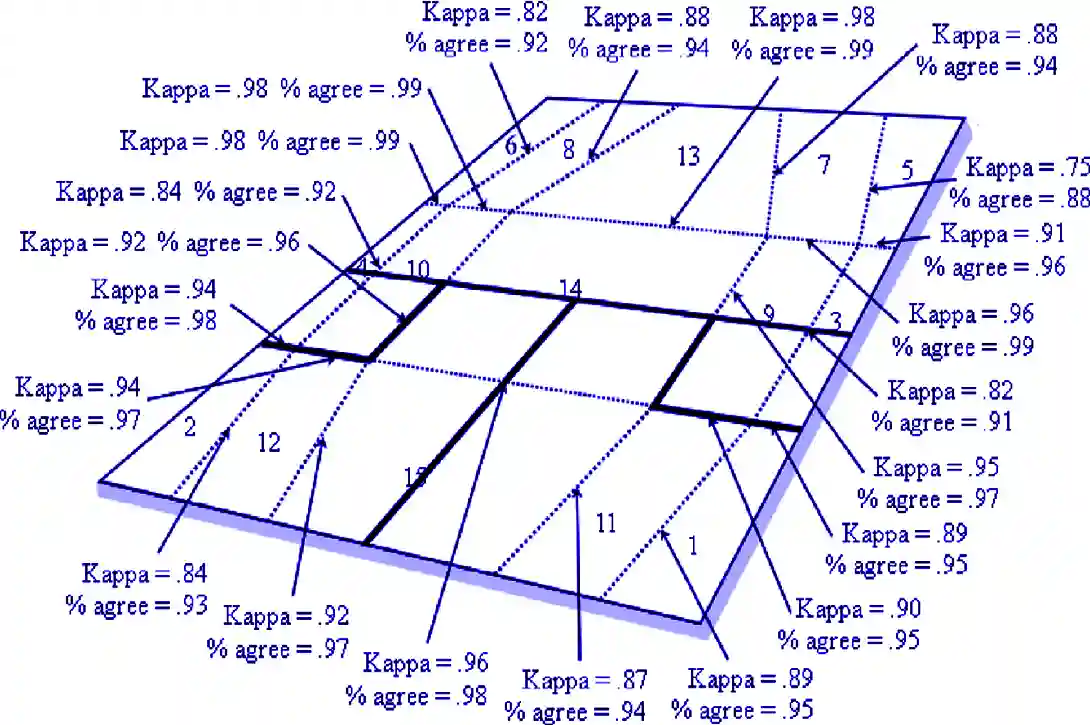 Kappa = .82
% agree = .92
Kappa = .88
% agree = .94
Kappa = .98
% agree = .99
Kappa = .88
% agree = .94
Kappa = .98 % agree = .99
Kappa = .98 % agree = .99
Kappa = .84 % agree = .92
Kappa = .92 % agree = .96
Kappa = .94
% agree = .98
Kappa = .94
% agree = .97
6
8
13
7
5
Kappa = .75
% agree = .88
Kappa = .91
% agree = .96
10
14
9
3
Kappa = .96
% agree = .99
Kappa = .82
% agree = .91
2
12
11
1
Kappa = .95
% agree = .97
Kappa = .89
% agree = .95
Kappa = .84
% agree = .93
Kappa = .92
% agree = .97
Kappa = .96
% agree = .98
Kappa = .87
% agree = .94
Kappa = .89
% agree = .95
Kappa = .90
% agree = .95